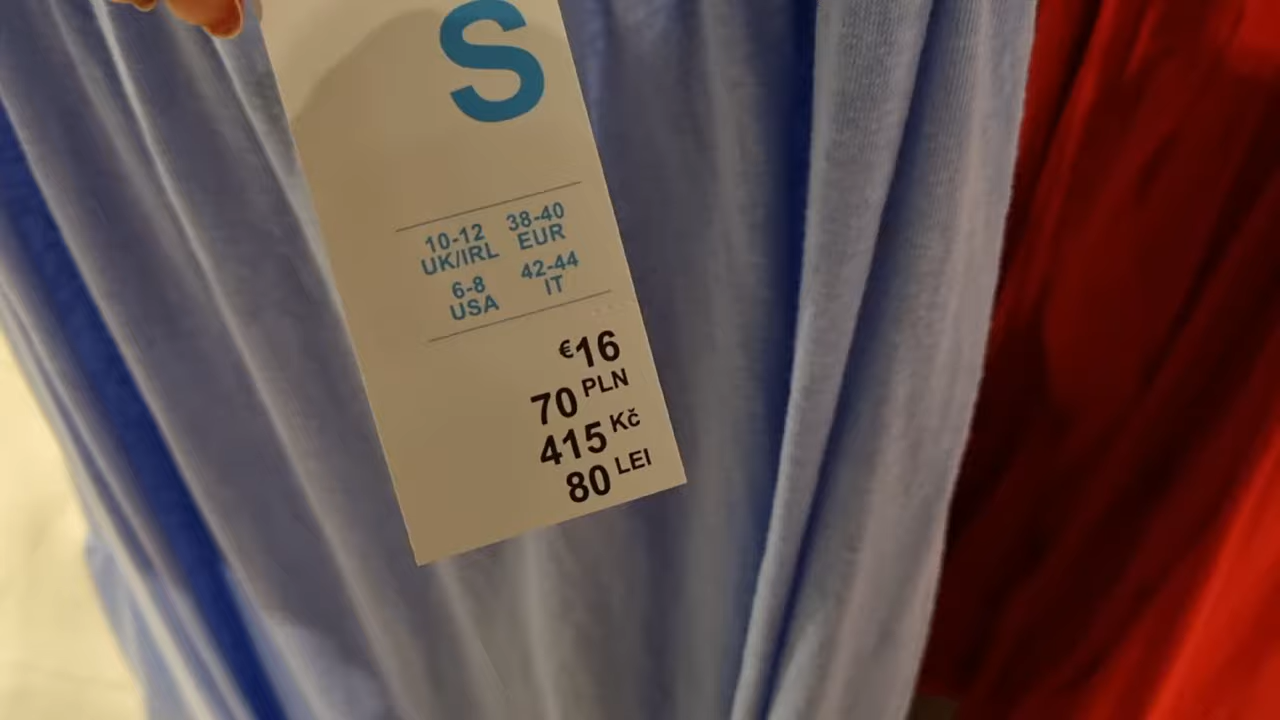 S
10-12 38-40
UK/IRL EUR
6-8 42-44
USA IT
€16
70 PLN
415 Kč
80 LEI